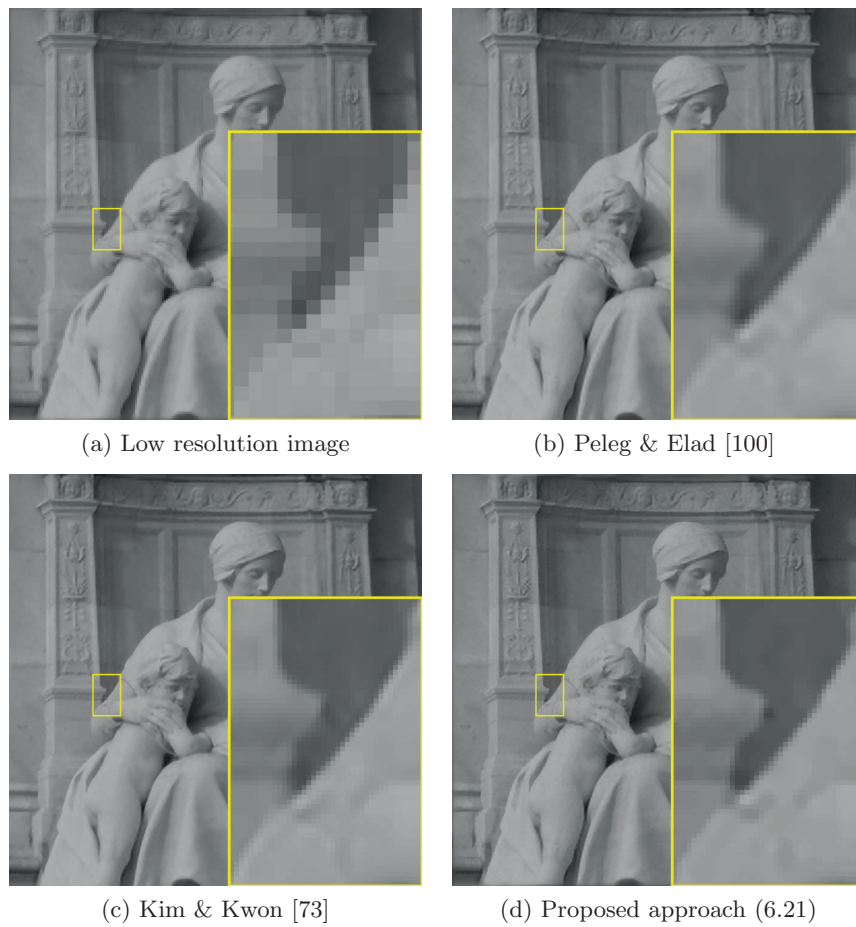 (a) Low resolution image
(b) Peleg & Elad [100]
(c) Kim & Kwon [73]
(d) Proposed approach (6.21)